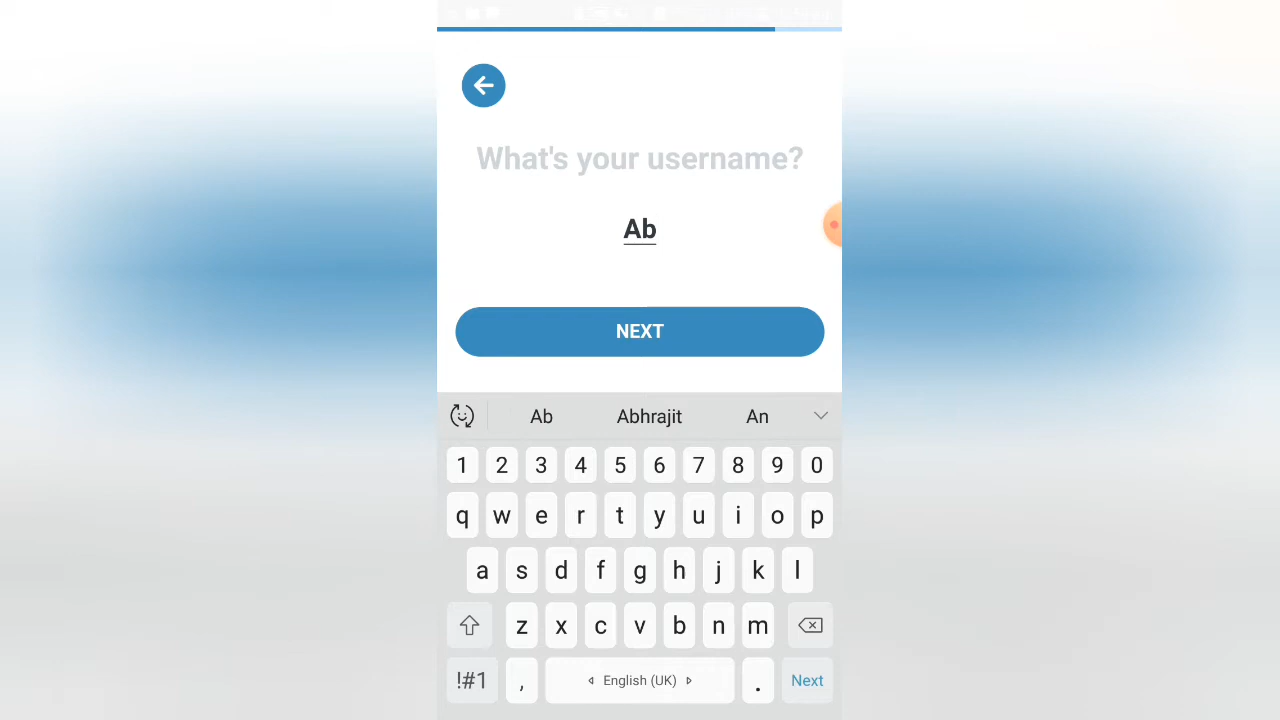 What's your username?
Ab
NEXT
Ab Abhrajit An
1 2 3 4 5 6 7 8 9 0
q w e r t y u i o p
a s d f g h j k l
z x c v b n m
!#1 , English (UK) . Next